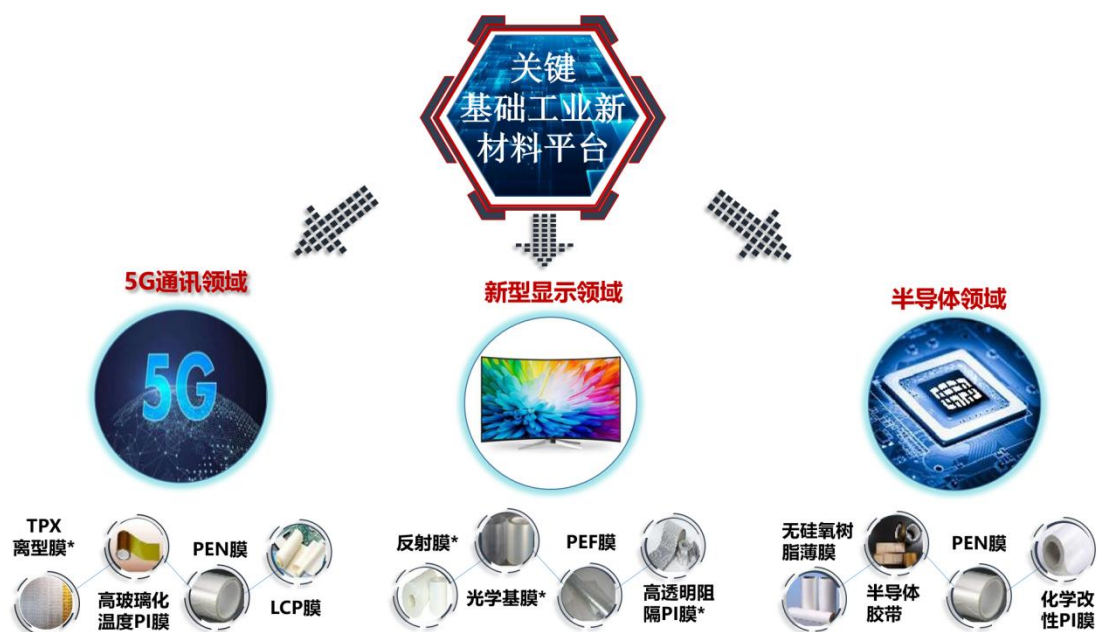 关键
基础工业新
材料平台
5G通讯领域
新型显示领域
半导体领域
5G
TPX
离型膜*
高玻璃化
温度PI膜
PEN膜
LCP膜
反射膜*
光学基膜*
PEF膜
高透明阻
隔PI膜*
无硅氧树
脂薄膜
半导体
胶带
PEN膜
化学改
性PI膜